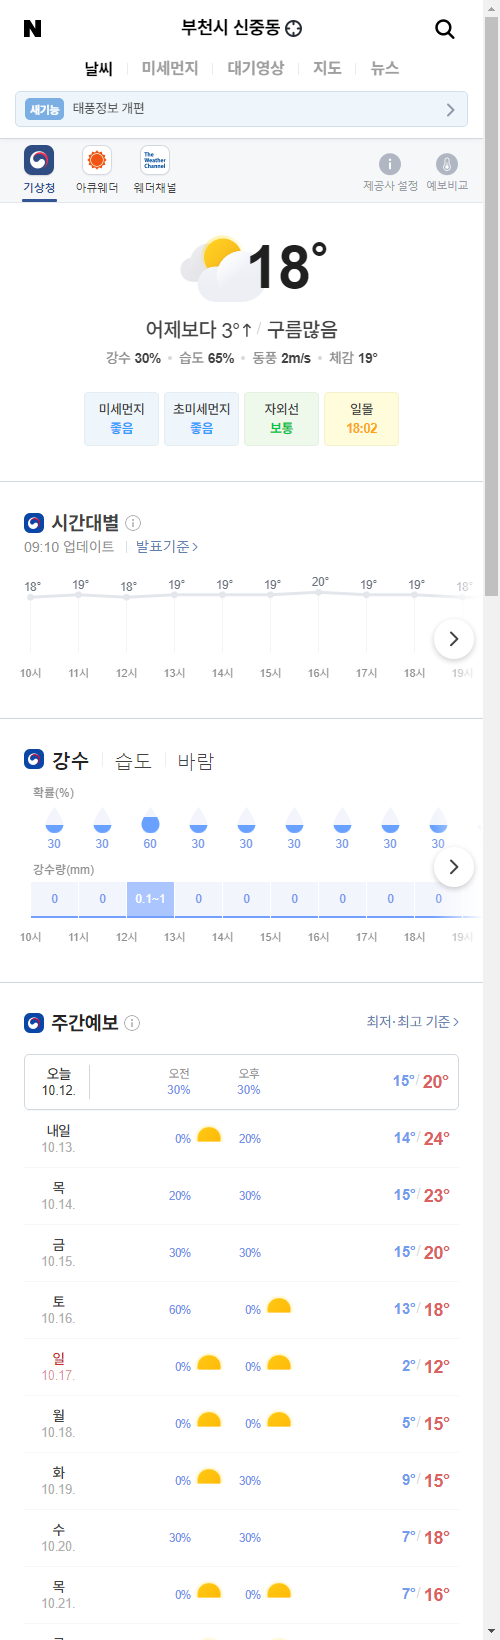 N
부천시 신중동
날씨 미세먼지 대기영상 지도 뉴스
새기능 태풍정보 개편
The Weather Channel
기상청 아큐웨더 웨더채널 제공사 설정 예보비교
18°
어제보다 3°↑ / 구름많음
강수 30% • 습도 65% • 동풍 2m/s • 체감 19°
미세먼지 초미세먼지 자외선 일몰
좋음 좋음 보통 18:02
시간대별
09:10 업데이트 발표기준
18° 19° 18° 19° 19° 19° 20° 19° 19° 18°
10시 11시 12시 13시 14시 15시 16시 17시 18시 19시
강수 습도 바람
확률(%)
30 30 60 30 30 30 30 30 30
강수량(mm)
0 0 0.1~1 0 0 0 0 0 0
10시 11시 12시 13시 14시 15시 16시 17시 18시 19시
주간예보 최저·최고 기준
오늘 오전 오후
10.12. 30% 30% 15° / 20°
내일
10.13. 0% 20% 14° / 24°
목
10.14. 20% 30% 15° / 23°
금
10.15. 30% 30% 15° / 20°
토
10.16. 60% 0% 13° / 18°
일
10.17. 0% 0% 2° / 12°
월
10.18. 0% 0% 5° / 15°
화
10.19. 0% 30% 9° / 15°
수
10.20. 30% 30% 7° / 18°
목
10.21. 0% 0% 7° / 16°